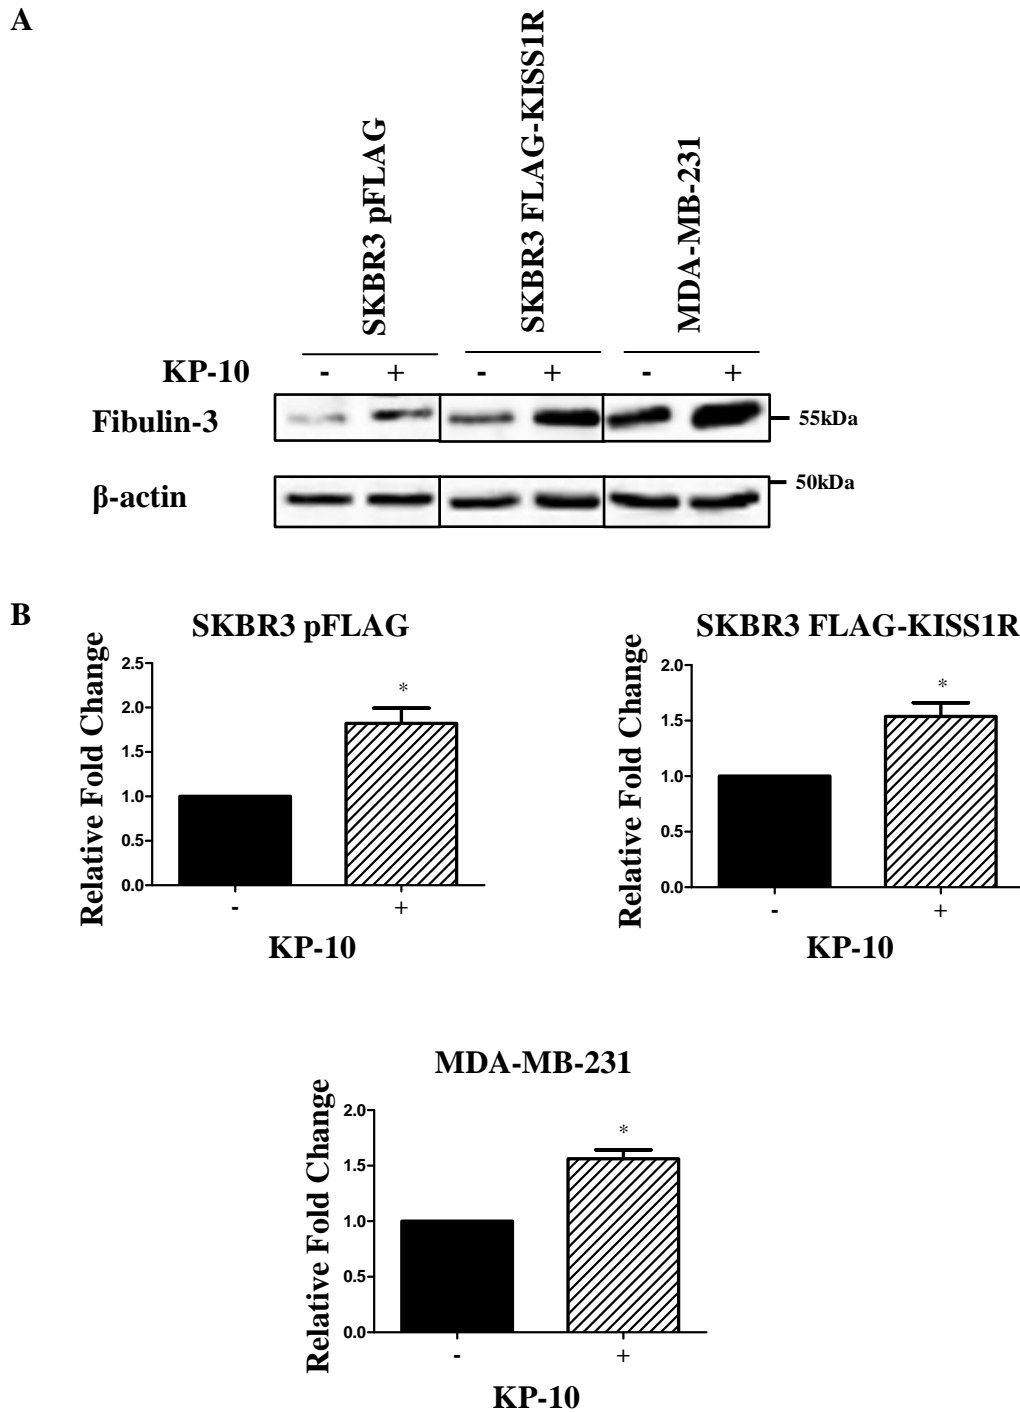 A
SKBR3 pFLAG
SKBR3 FLAG-KISS1R
MDA-MB-231
KP-10 - + - + - +
Fibulin-3
55kDa
β-actin
50kDa
B
SKBR3 pFLAG
Relative Fold Change
2.5
2.0
1.5
1.0
0.5
0.0
*
- +
KP-10
SKBR3 FLAG-KISS1R
Relative Fold Change
2.0
1.5
1.0
0.5
0.0
*
- +
KP-10
MDA-MB-231
Relative Fold Change
2.0
1.5
1.0
0.5
0.0
*
- +
KP-10